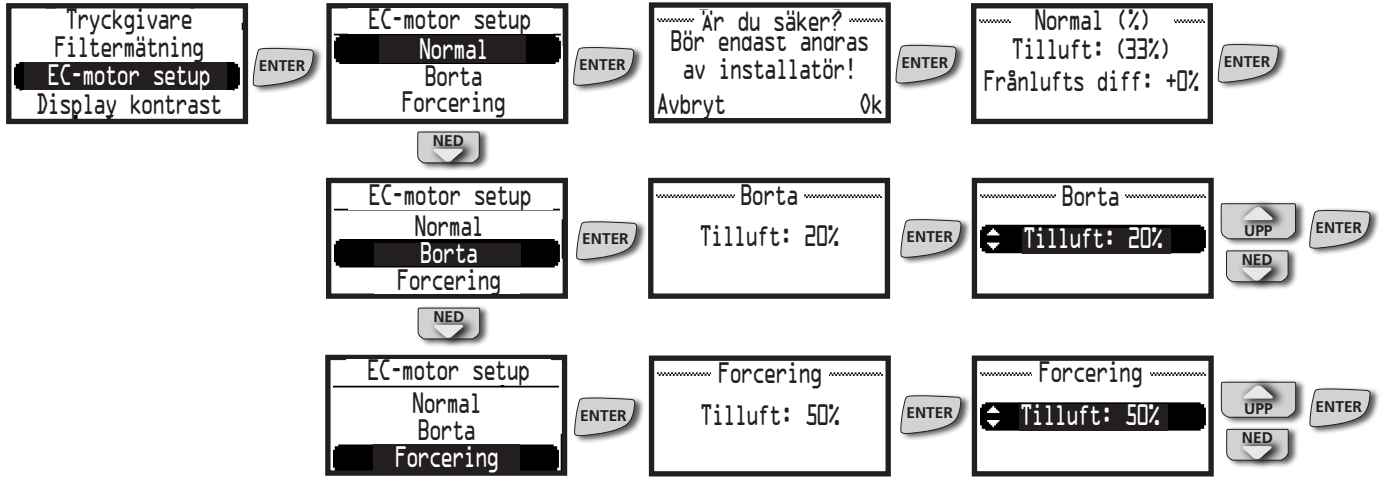 Tryckgivare
Filtermätning
EC-motor setup
Display kontrast
ENTER
EC-motor setup
Normal
Borta
Forcering
ENTER
Är du säker?
Bör endast ändras
av installatör!
Avbryt Ok
ENTER
Normal (%)
Tilluft: (33%)
Frånlufts diff: +0%
ENTER
NED
EC-motor setup
Normal
Borta
Forcering
ENTER
Borta
Tilluft: 20%
ENTER
Borta
Tilluft: 20%
UPP
NED
ENTER
NED
EC-motor setup
Normal
Borta
Forcering
ENTER
Forcering
Tilluft: 50%
ENTER
Forcering
Tilluft: 50%
UPP
NED
ENTER